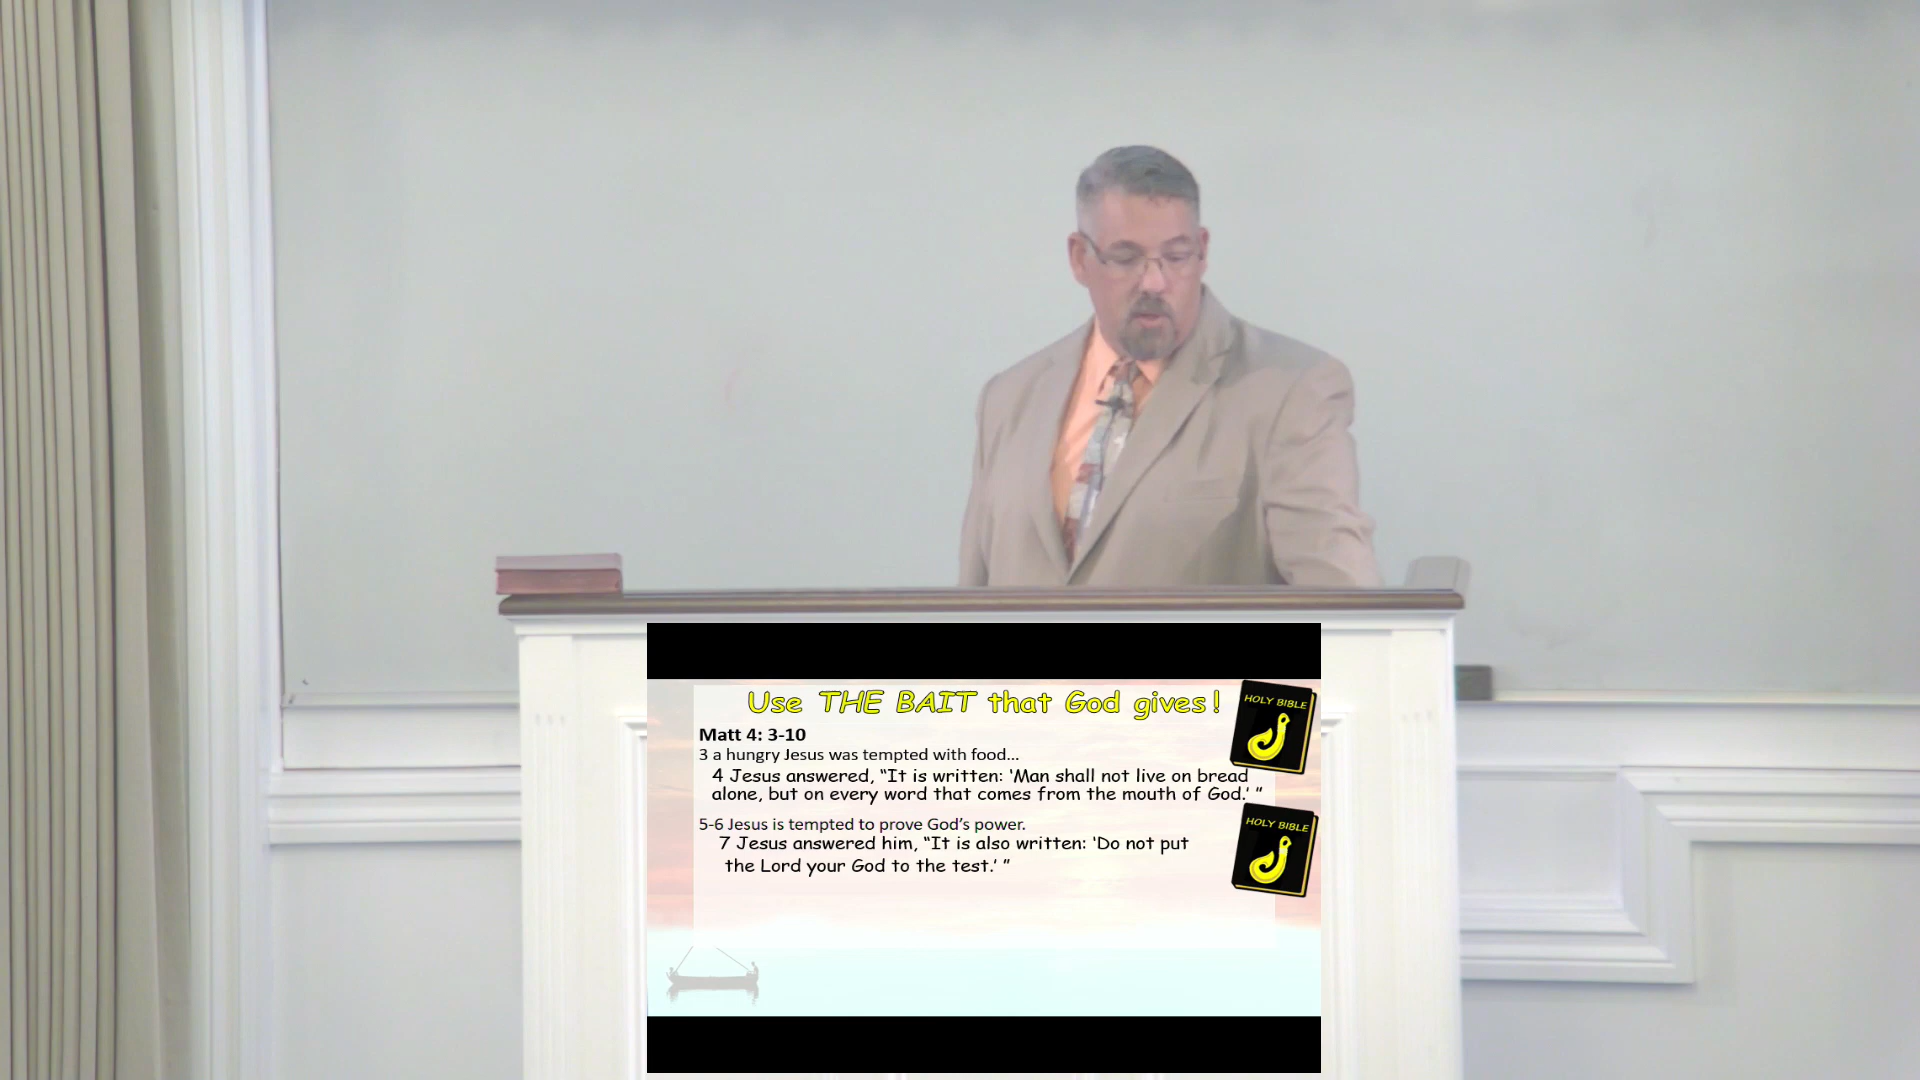 Use THE BAIT that God gives!
HOLY BIBLE
Matt 4: 3-10
3 a hungry Jesus was tempted with food...
4 Jesus answered, “It is written: ‘Man shall not live on bread
alone, but on every word that comes from the mouth of God.’ ”
5-6 Jesus is tempted to prove God’s power.
HOLY BIBLE
7 Jesus answered him, “It is also written: ‘Do not put
the Lord your God to the test.’ ”